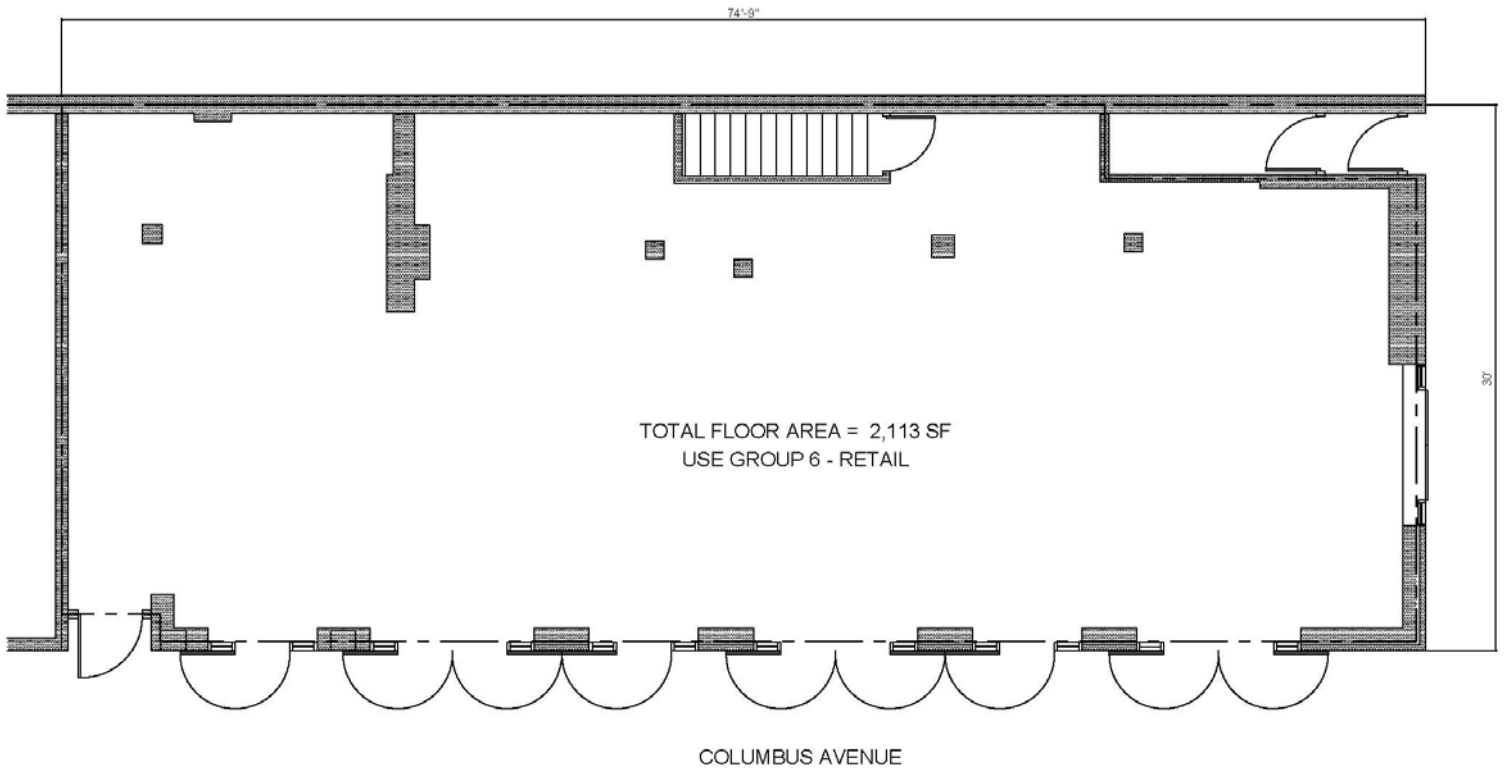 74'-9"
30'
TOTAL FLOOR AREA = 2,113 SF
USE GROUP 6 - RETAIL
COLUMBUS AVENUE